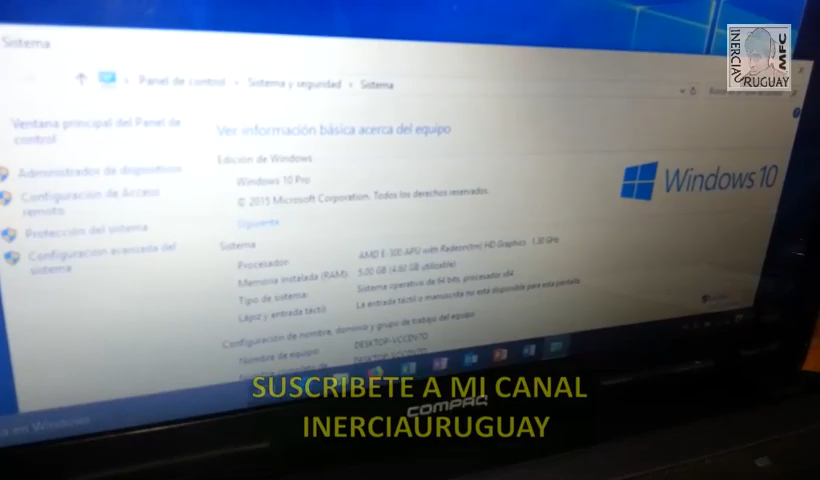 Sistema
Panel de control › Sistema y seguridad › Sistema
Ventana principal del Panel de control
Ver información básica acerca del equipo
Administrador de dispositivos
Edición de Windows
Windows 10 Pro
Configuración de Acceso remoto
© 2015 Microsoft Corporation. Todos los derechos reservados.
Windows 10
Protección del sistema
Siguiente
Configuración avanzada del sistema
Sistema
Procesador: AMD E-300 APU with Radeon(tm) HD Graphics 1.30 GHz
Memoria instalada (RAM): 5.00 GB (4.60 GB utilizable)
Tipo de sistema: Sistema operativo de 64 bits, procesador x64
Lápiz y entrada táctil: La entrada táctil o manuscrita no está disponible para esta pantalla
Configuración de nombre, dominio y grupo de trabajo del equipo
Nombre de equipo:
en Windows
COMPAQ
SUSCRIBETE A MI CANAL
INERCIAURUGUAY
INERCIAURUGUAY
MFC